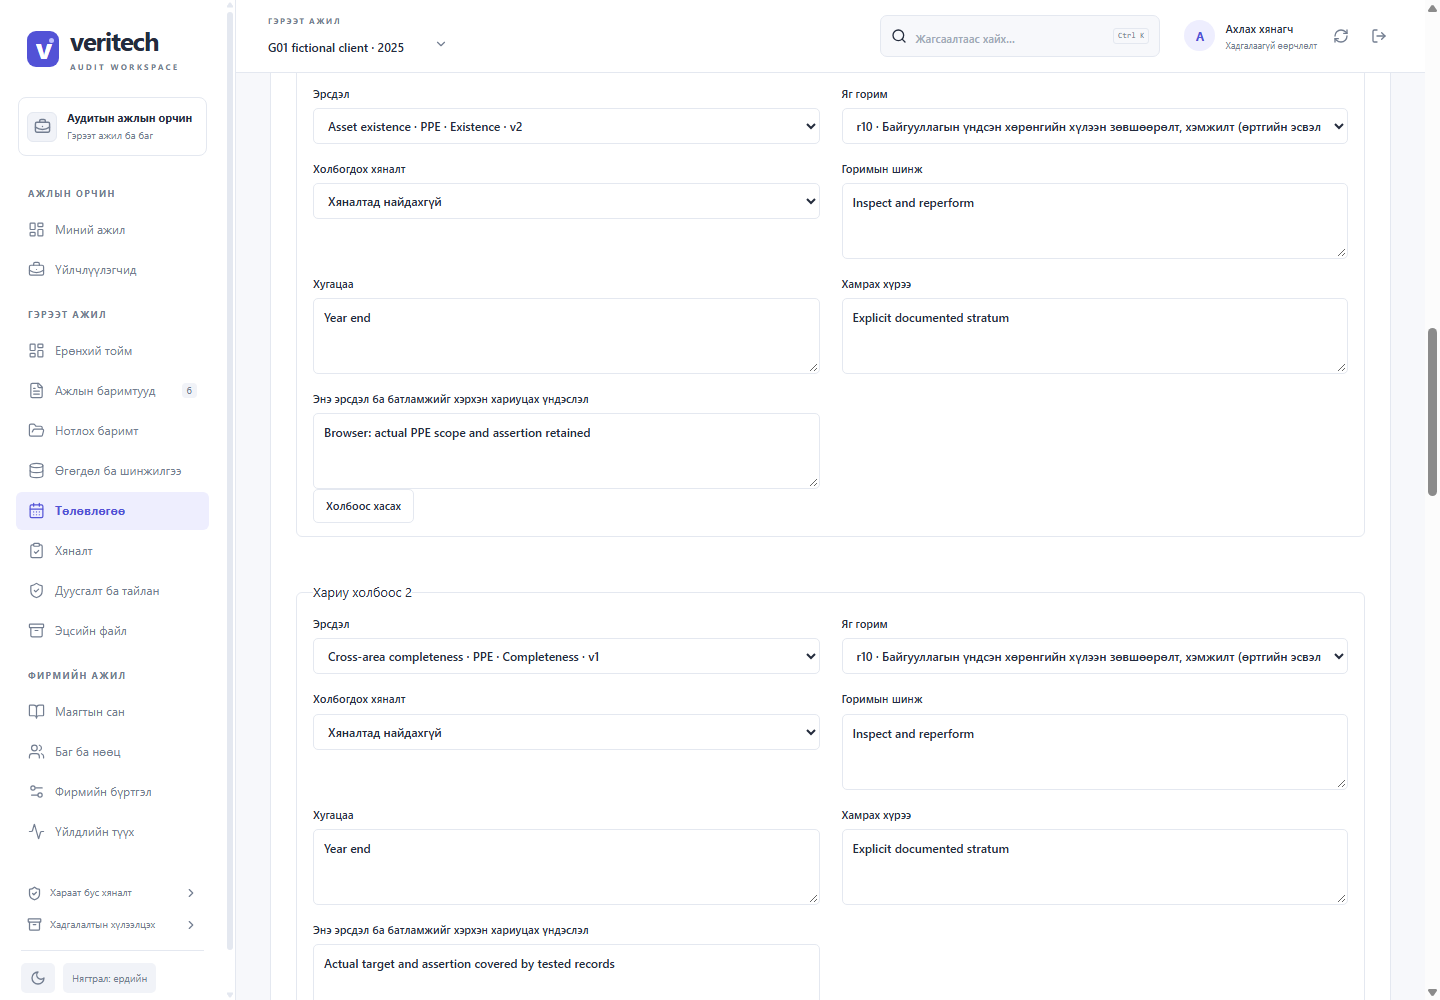 veritech
AUDIT WORKSPACE
Аудитын ажлын орчин
Гэрээт ажил ба баг
АЖЛЫН ОРЧИН
Миний ажил
Үйлчлүүлэгчид
ГЭРЭЭТ АЖИЛ
Ерөнхий тойм
Ажлын баримтууд 6
Нотлох баримт
Өгөгдөл ба шинжилгээ
Төлөвлөгөө
Хяналт
Дуусгалт ба тайлан
Эцсийн файл
ФИРМИЙН АЖИЛ
Маягтын сан
Баг ба нөөц
Фирмийн бүртгэл
Үйлдлийн түүх
Хараат бус хяналт
Хадгалалтын хүлээлцэх
Нягтрал: ердийн
ГЭРЭЭТ АЖИЛ
G01 fictional client · 2025
Жагсаалтаас хайх...
Ctrl K
A
Ахлах хянагч
Хадгалаагүй өөрчлөлт
Эрсдэл
Яг горим
Asset existence · PPE · Existence · v2
r10 · Байгууллагын үндсэн хөрөнгийн хүлээн зөвшөөрөлт, хэмжилт (өртгийн эсвэл
Холбогдох хяналт
Горимын шинж
Хяналтад найдахгүй
Inspect and reperform
Хугацаа
Хамрах хүрээ
Year end
Explicit documented stratum
Энэ эрсдэл ба батламжийг хэрхэн хариуцах үндэслэл
Browser: actual PPE scope and assertion retained
Холбоос хасах
Хариу холбоос 2
Эрсдэл
Яг горим
Cross-area completeness · PPE · Completeness · v1
r10 · Байгууллагын үндсэн хөрөнгийн хүлээн зөвшөөрөлт, хэмжилт (өртгийн эсвэл
Холбогдох хяналт
Горимын шинж
Хяналтад найдахгүй
Inspect and reperform
Хугацаа
Хамрах хүрээ
Year end
Explicit documented stratum
Энэ эрсдэл ба батламжийг хэрхэн хариуцах үндэслэл
Actual target and assertion covered by tested records